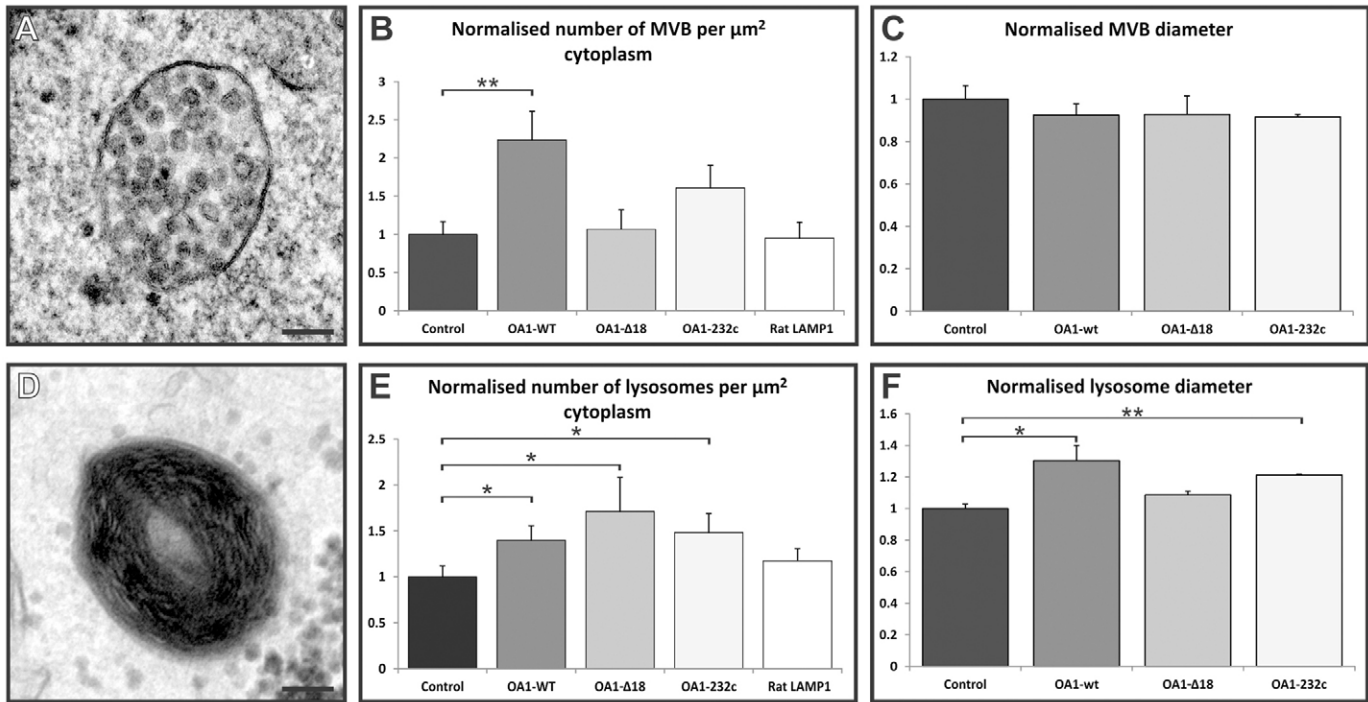 A
B
Normalised number of MVB per µm²
cytoplasm
3
2.5
2
1.5
1
0.5
0
**
Control OA1-WT OA1-Δ18 OA1-232c Rat LAMP1
C
Normalised MVB diameter
1.2
1
0.8
0.6
0.4
0.2
0
Control OA1-wt OA1-Δ18 OA1-232c
D
E
Normalised number of lysosomes per µm²
cytoplasm
2.5
2
1.5
1
0.5
0
*
*
*
Control OA1-WT OA1-Δ18 OA1-232c Rat LAMP1
F
Normalised lysosome diameter
1.6
1.4
1.2
1
0.8
0.6
0.4
0.2
0
**
*
Control OA1-wt OA1-Δ18 OA1-232c